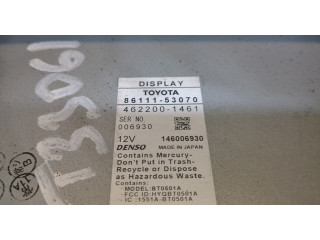 DISPLAY
TOYOTA
86111-53070
462200-1461
SER NO
006930
12V 146006930
DENSO MADE IN JAPAN
Contains Mercury-
Don't Put in Trash-
Recycle or Dispose
as Hazardous Waste.
Contains:
MODEL:BT0501A
FCC ID:HYQBT0501A
IC :1551A-BT0501A